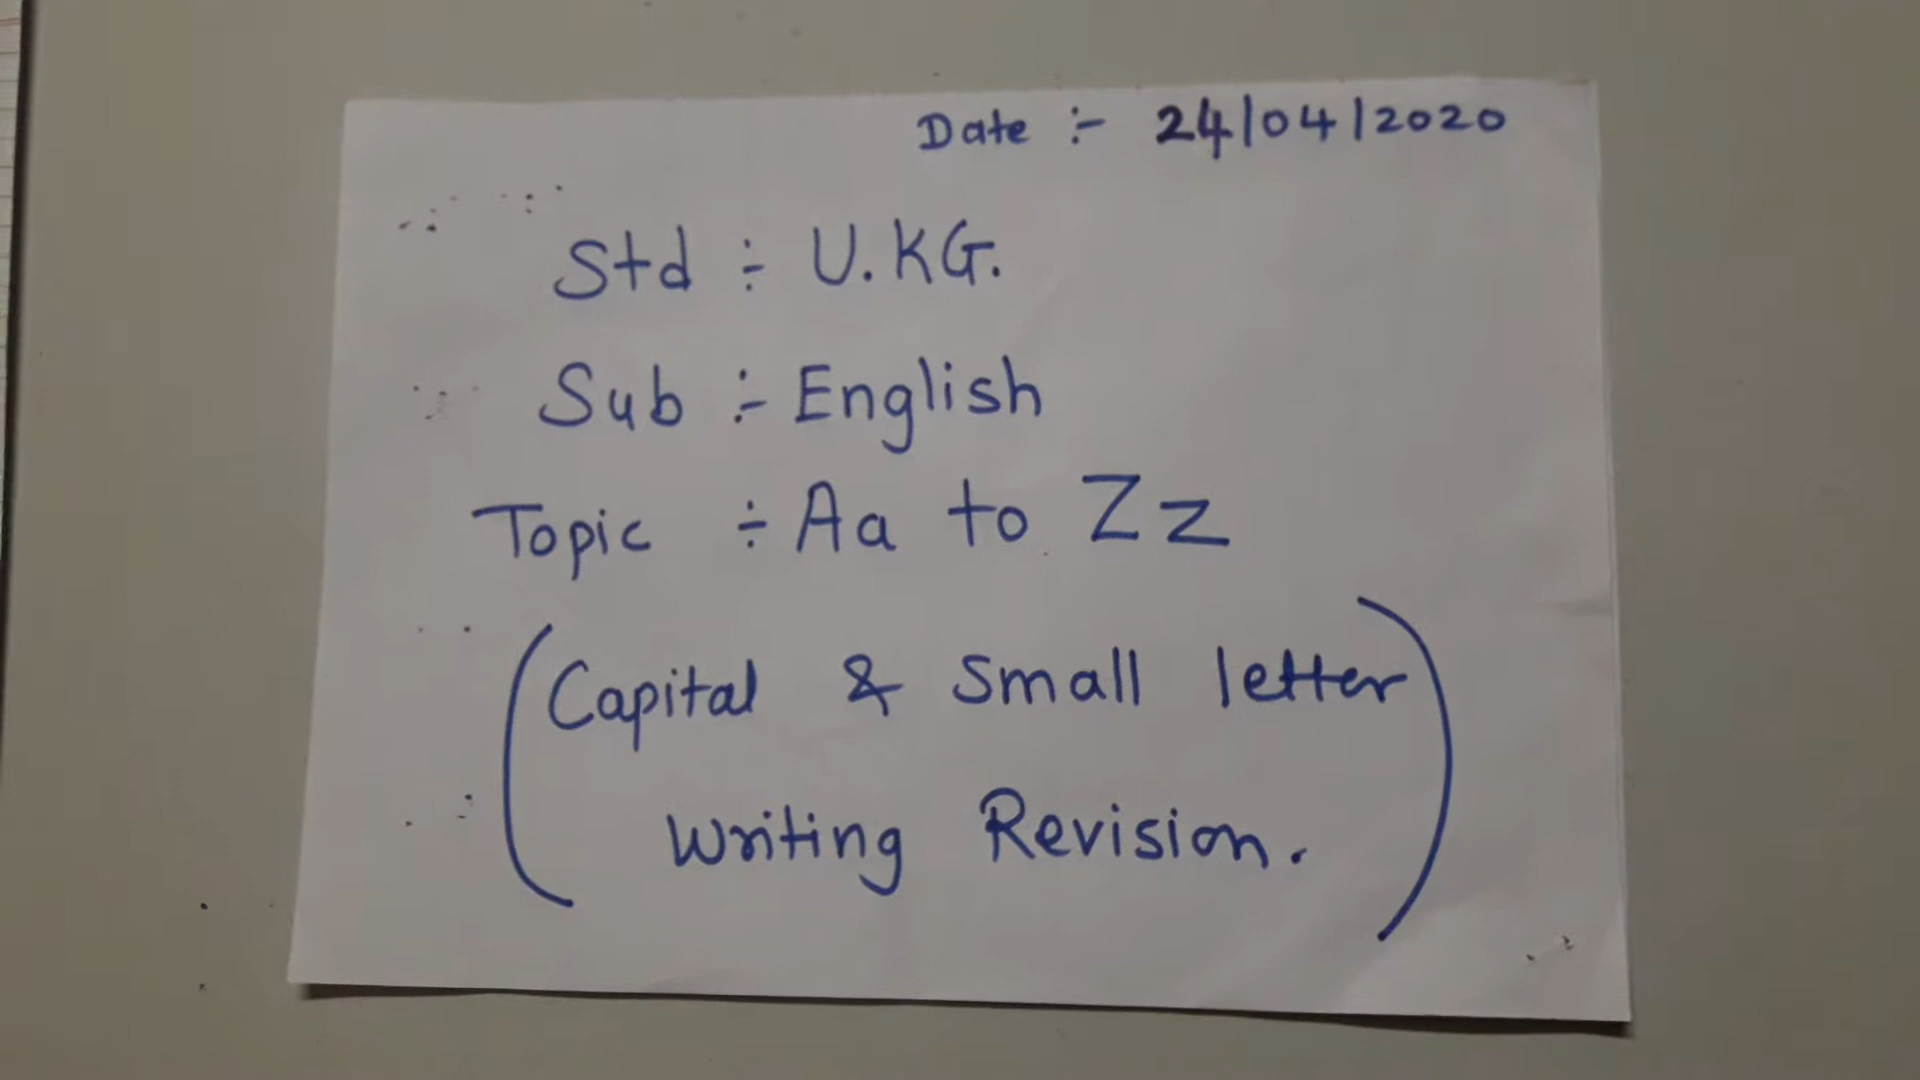 Date :- 24/04/2020
Std ÷ U.KG.
Sub :- English
Topic ÷ Aa to Zz
(Capital & Small letter
Writing Revision.)